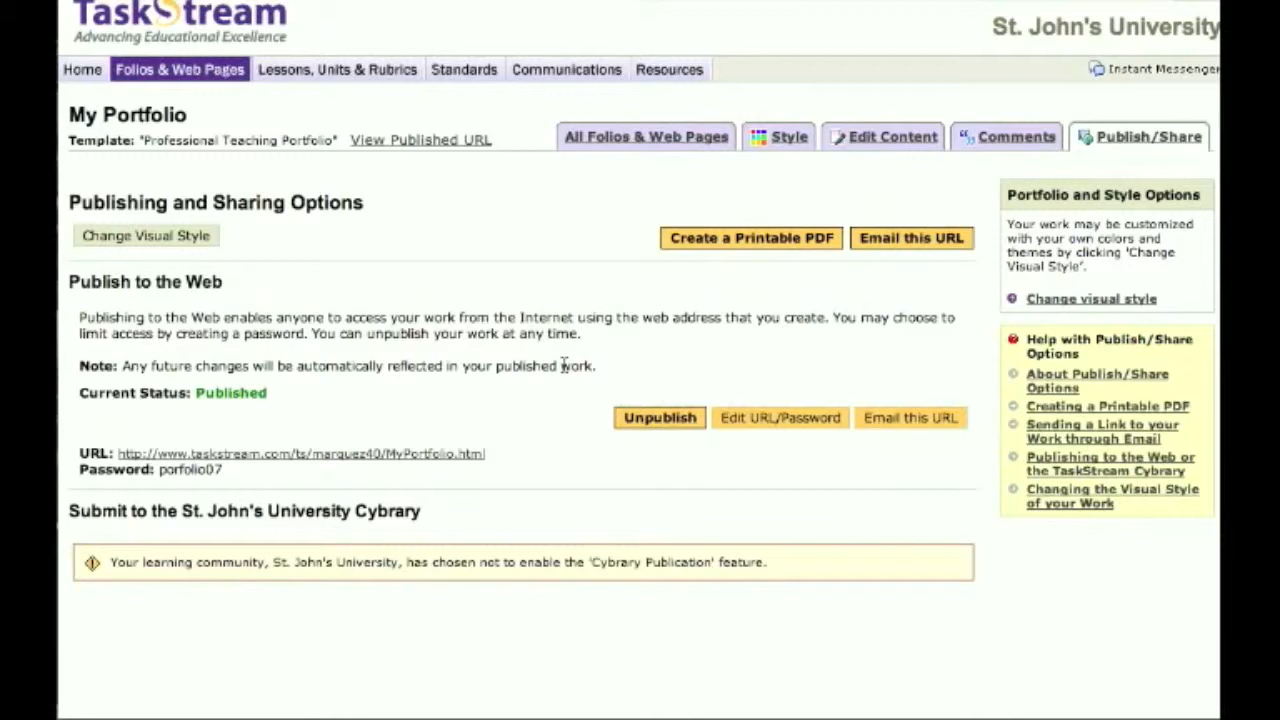 TaskStream
Advancing Educational Excellence
St. John's University
Home Folios & Web Pages Lessons, Units & Rubrics Standards Communications Resources Instant Messenger
My Portfolio
Template: "Professional Teaching Portfolio" View Published URL
All Folios & Web Pages Style Edit Content Comments Publish/Share
Publishing and Sharing Options
Change Visual Style
Create a Printable PDF Email this URL
Publish to the Web
Publishing to the Web enables anyone to access your work from the Internet using the web address that you create. You may choose to
limit access by creating a password. You can unpublish your work at any time.
Note: Any future changes will be automatically reflected in your published work.
Current Status: Published
Unpublish Edit URL/Password Email this URL
URL: http://www.taskstream.com/ts/marquez40/MyPortfolio.html
Password: porfolio07
Submit to the St. John's University Cybrary
Your learning community, St. John's University, has chosen not to enable the 'Cybrary Publication' feature.
Portfolio and Style Options
Your work may be customized
with your own colors and
themes by clicking 'Change
Visual Style'.
Change visual style
Help with Publish/Share
Options
About Publish/Share
Options
Creating a Printable PDF
Sending a Link to your
Work through Email
Publishing to the Web or
the TaskStream Cybrary
Changing the Visual Style
of your Work